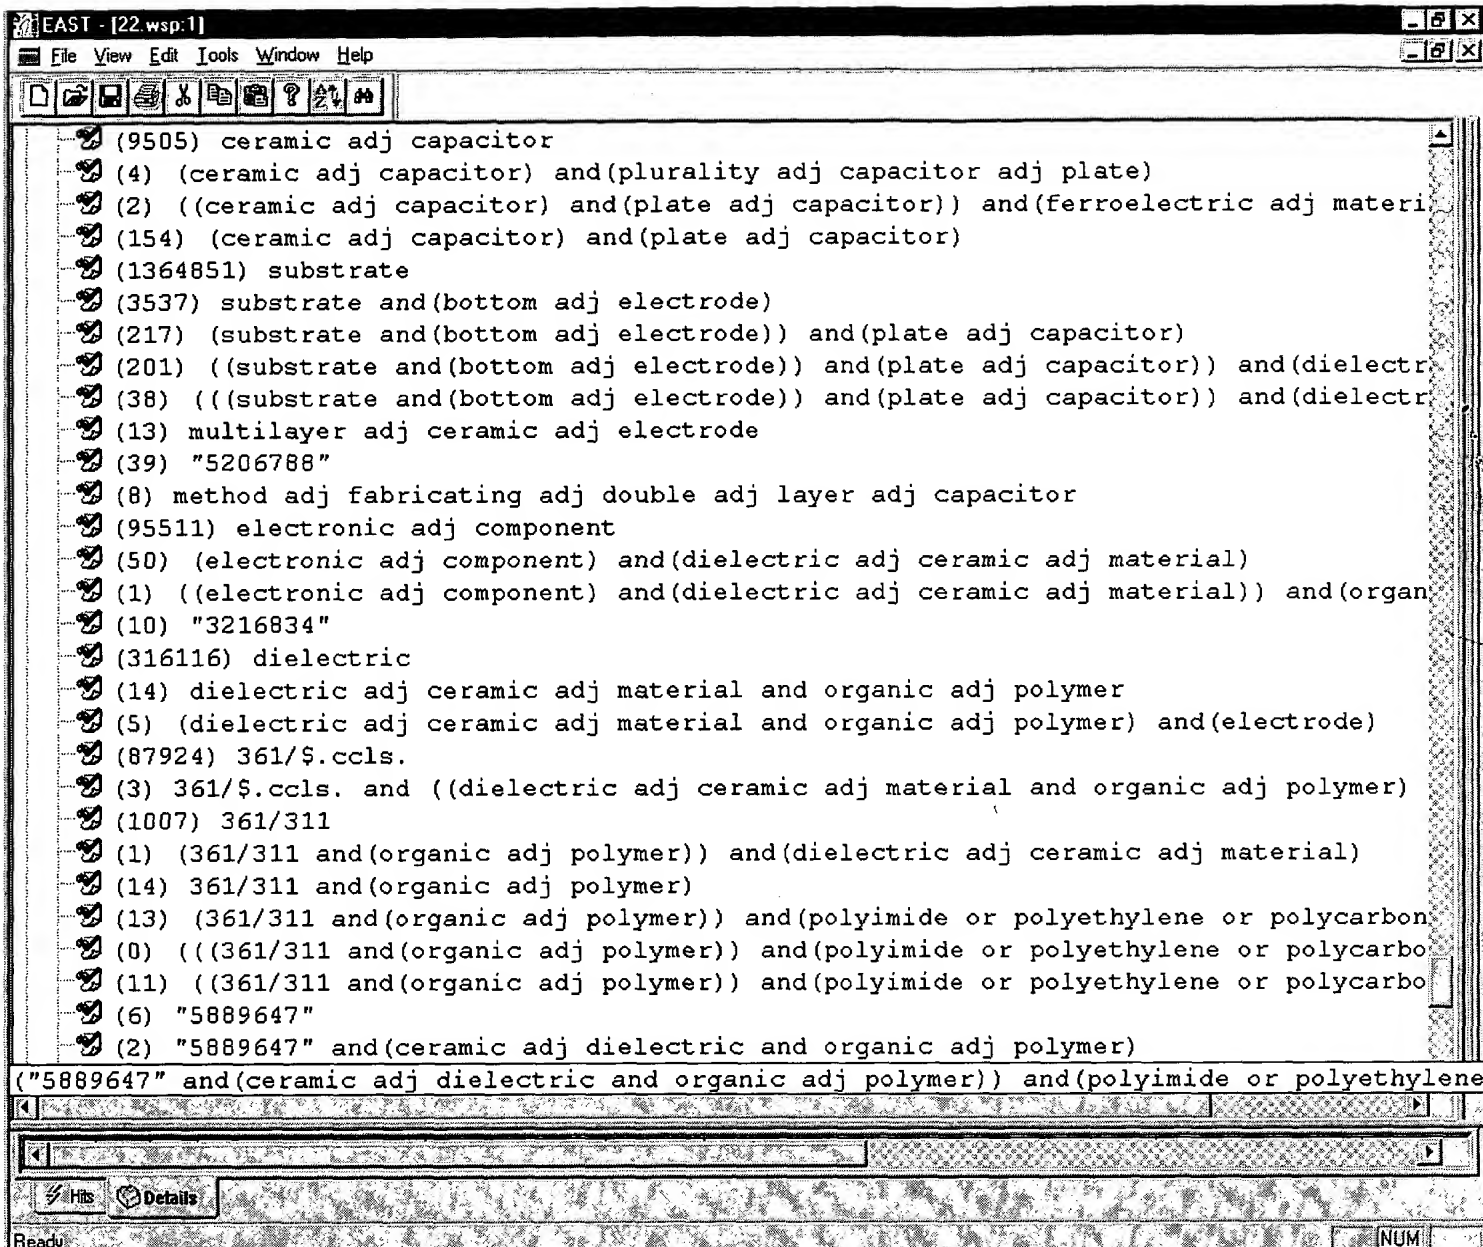 EAST - [22.wsp:1]
File View Edit Tools Window Help
(9505) ceramic adj capacitor
(4) (ceramic adj capacitor) and(plurality adj capacitor adj plate)
(2) ((ceramic adj capacitor) and(plate adj capacitor)) and(ferroelectric adj materi
(154) (ceramic adj capacitor) and(plate adj capacitor)
(1364851) substrate
(3537) substrate and(bottom adj electrode)
(217) (substrate and(bottom adj electrode)) and(plate adj capacitor)
(201) ((substrate and(bottom adj electrode)) and(plate adj capacitor)) and(dielectr
(38) (((substrate and(bottom adj electrode)) and(plate adj capacitor)) and(dielectr
(13) multilayer adj ceramic adj electrode
(39) "5206788"
(8) method adj fabricating adj double adj layer adj capacitor
(95511) electronic adj component
(50) (electronic adj component) and(dielectric adj ceramic adj material)
(1) ((electronic adj component) and(dielectric adj ceramic adj material)) and(organ
(10) "3216834"
(316116) dielectric
(14) dielectric adj ceramic adj material and organic adj polymer
(5) (dielectric adj ceramic adj material and organic adj polymer) and(electrode)
(87924) 361/$.ccls.
(3) 361/$.ccls. and ((dielectric adj ceramic adj material and organic adj polymer)
(1007) 361/311
(1) (361/311 and(organic adj polymer)) and(dielectric adj ceramic adj material)
(14) 361/311 and(organic adj polymer)
(13) (361/311 and(organic adj polymer)) and(polyimide or polyethylene or polycarbon
(0) (((361/311 and(organic adj polymer)) and(polyimide or polyethylene or polycarbo
(11) ((361/311 and(organic adj polymer)) and(polyimide or polyethylene or polycarbo
(6) "5889647"
(2) "5889647" and(ceramic adj dielectric and organic adj polymer)
("5889647" and(ceramic adj dielectric and organic adj polymer)) and(polyimide or polyethylene
Hits Details
Ready NUM